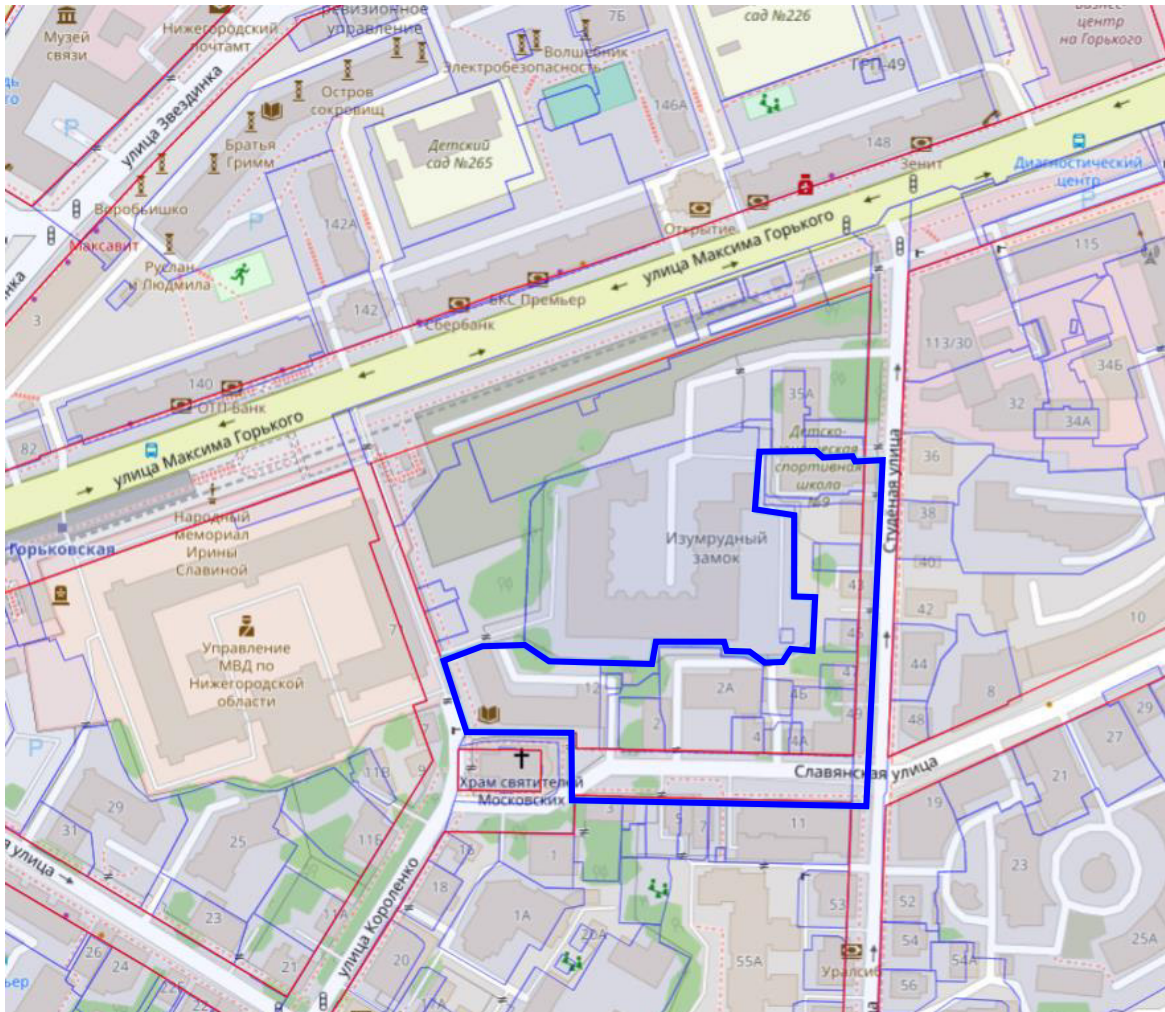 Музей
связи
Нижегородский
почтамт
ревизионное
управление
7Б
Волшебник
Электробезопасность
сад №226
ГРП-49
центр
на Горького
улица Звездинка
Остров
сокровищ
Братья
Гримм
Детский
сад №265
146А
148
Зенит
Диагностический
центр
Воробьишко
Максавит
142А
Руслан
и Людмила
Открытие
улица Максима Горького
115
3
142
БКС Премьер
Сбербанк
113/30
34Б
32
34А
140
ОТП Банк
82
улица Максима Горького
35А
Детско-
спортивная
школа
№9
36
38
[40]
42
Студёная улица
Народный
мемориал
Ирины
Славиной
Горьковская
Изумрудный
замок
43
45
44
10
71
Управление
МВД по
Нижегородской
области
12
2А
4Б
47
49
8
48
2
4
4А
29
27
7
9
11В
Храм святителей
Московских
Славянская улица
21
19
29
31
25
11Б
3
5
7
11
23
16
1
18
1А
улица Короленко
23
11А
21
20
20А
26
24
22Б
17А
53
52
54
54А
55А
Уралсиб
56
25А